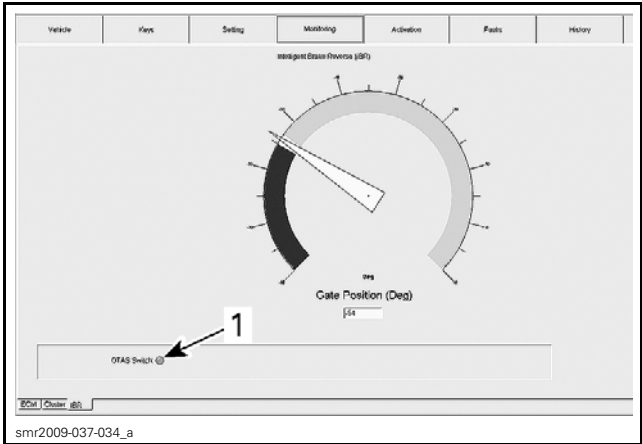 Vehicle Keys Setting Monitoring Activation Faults History
Intelligent Brake Reverse (iBR)
Deg
Gate Position (Deg)
-54
1
OTAS Switch
ECM Cluster iBR
smr2009-037-034_a